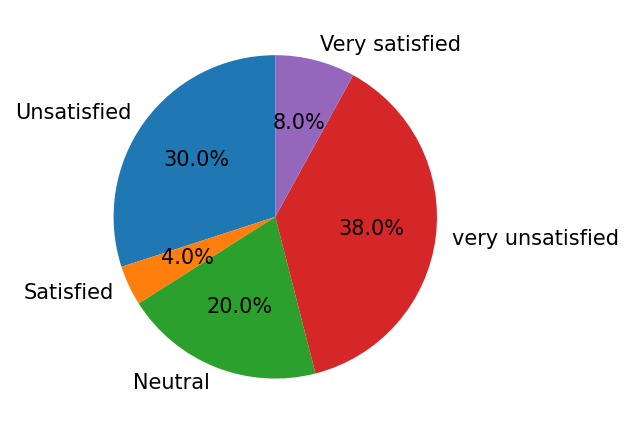 Very satisfied
Unsatisfied
8.0%
30.0%
38.0%
very unsatisfied
4.0%
Satisfied
20.0%
Neutral